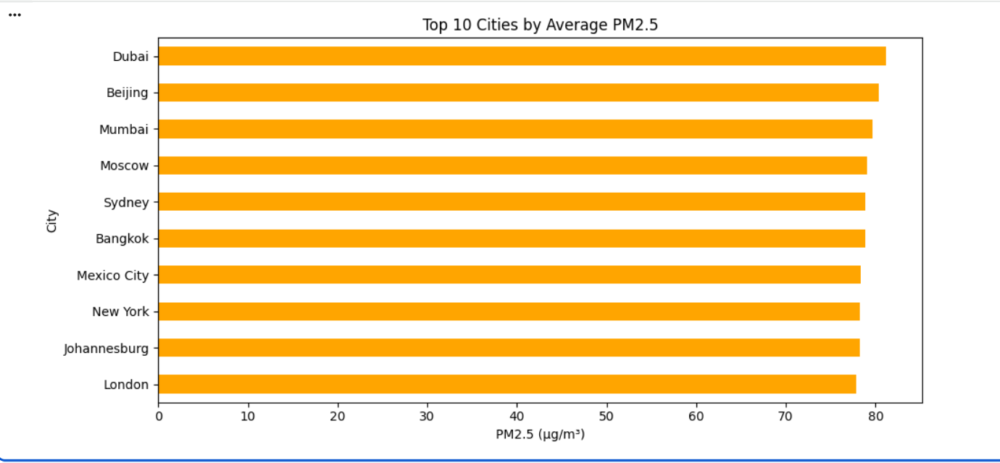 ...
Top 10 Cities by Average PM2.5
Dubai
Beijing
Mumbai
Moscow
Sydney
Bangkok
Mexico City
New York
Johannesburg
London
City
0 10 20 30 40 50 60 70 80
PM2.5 (µg/m³)